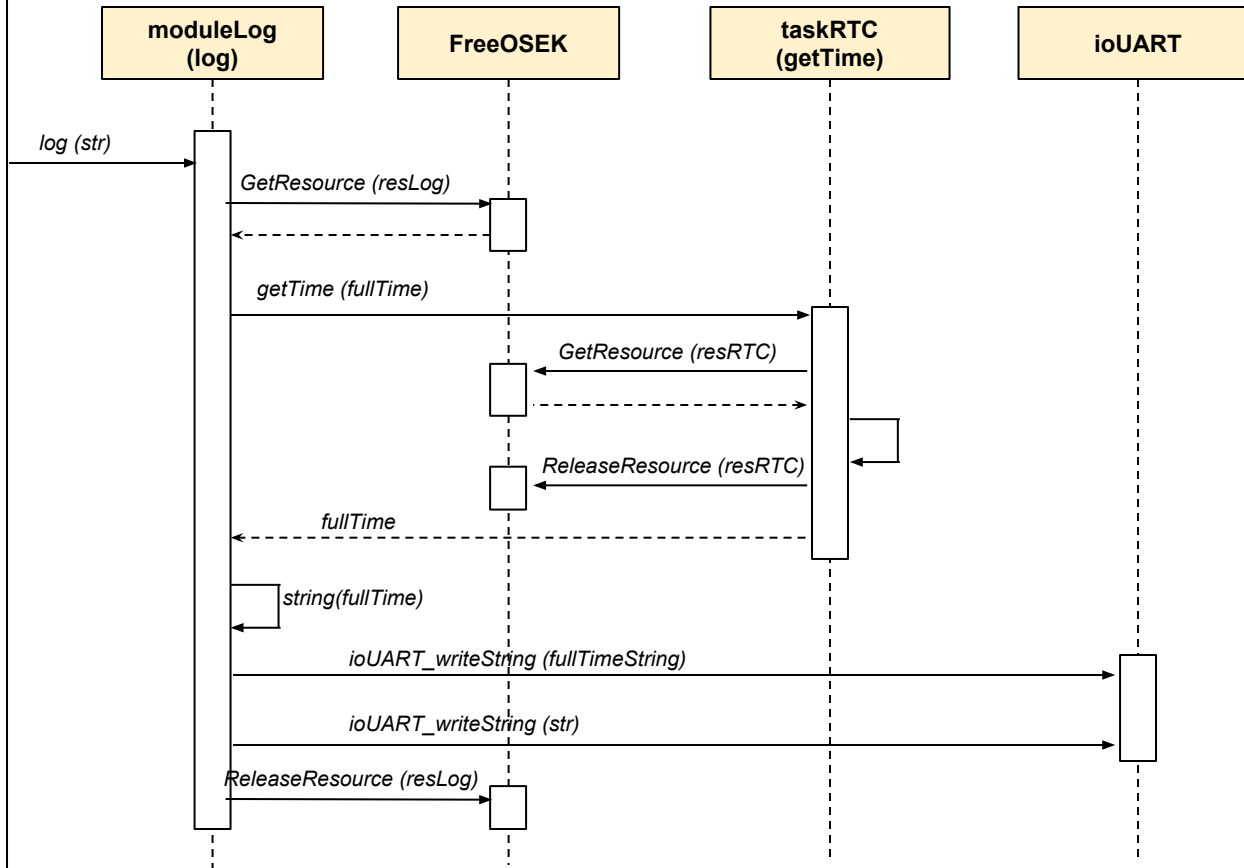 moduleLog
(log)
FreeOSEK
taskRTC
(getTime)
ioUART
log (str)
GetResource (resLog)
getTime (fullTime)
GetResource (resRTC)
ReleaseResource (resRTC)
fullTime
string(fullTime)
ioUART_writeString (fullTimeString)
ioUART_writeString (str)
ReleaseResource (resLog)